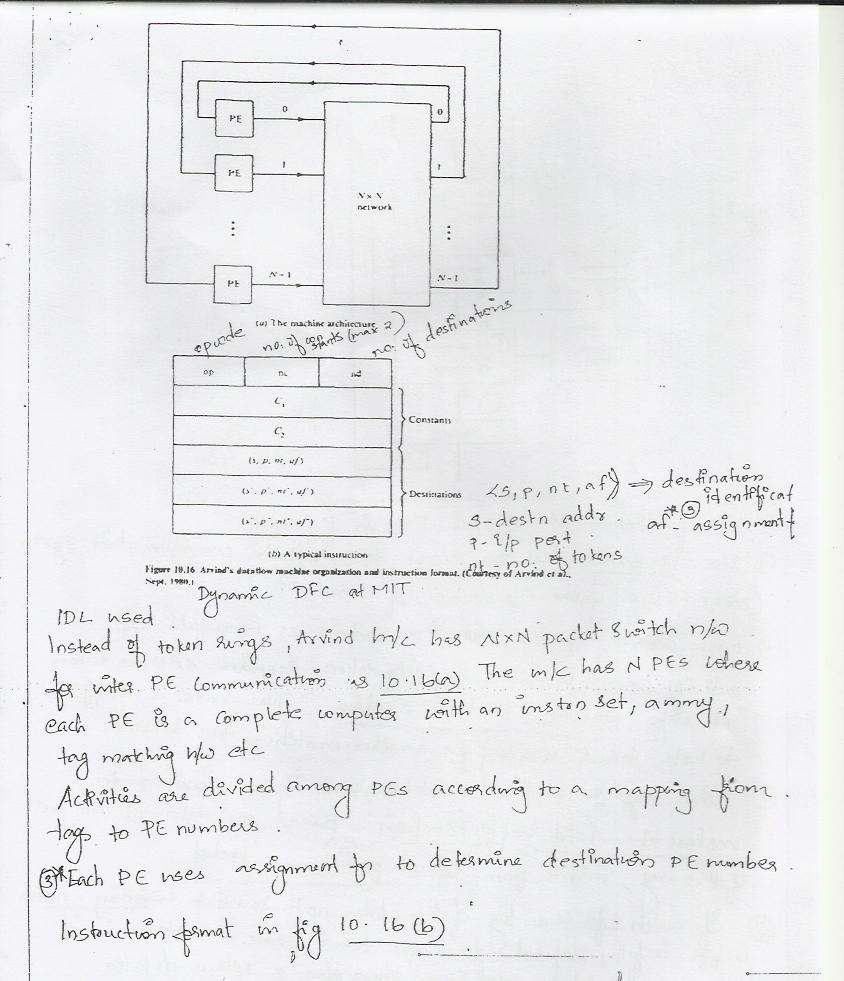 PE 0 0
PE 1 1
N × N
network
PE N-1 N-1
(a) The machine architecture
opcode no. of constants (max 2) no. of destinations
op nc nd
C1
C2
Constants
(s, p, nt, af)
(s', p', nt', af')
(s", p", nt", af")
Destinations
<s, p, nt, af) ⇒ destination
identificat
s - destn addr.
af - assignment f
* ③
p - i/p port
nt - no: of tokens
(b) A typical instruction
Figure 10.16 Arvind's dataflow machine organization and instruction format. (Courtesy of Arvind et al.,
Sept. 1980.)
Dynamic DFC at MIT
IDL used.
Instead of token rings, Arvind m/c has N×N packet switch n/w
for inter PE communication is 10.16(a) The m/c has N PEs where
each PE is a complete computer with an instrn set, a mmy,
tag matching h/w etc
Activities are divided among PEs according to a mapping from
tags to PE numbers.
③* Each PE uses assignment fn to determine destination PE number.
Instruction format in fig 10.16(b)